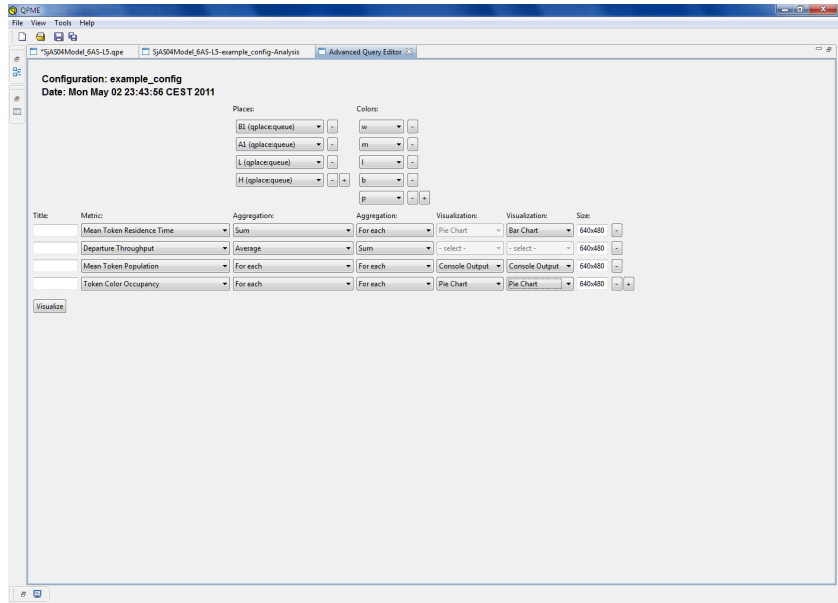 QPME
File View Tools Help
*SjAS04Model_6AS-L5.qpe SjAS04Model_6AS-L5-example_config-Analysis Advanced Query Editor
Configuration: example_config
Date: Mon May 02 23:43:56 CEST 2011
Places: Colors:
B1 (qplace:queue) - w -
A1 (qplace:queue) - m -
L (qplace:queue) - l -
H (qplace:queue) - + b -
p - +
Title: Metric: Aggregation: Aggregation: Visualization: Visualization: Size:
Mean Token Residence Time Sum For each Pie Chart Bar Chart 640x480 -
Departure Throughput Average Sum - select - - select - 640x480 -
Mean Token Population For each For each Console Output Console Output 640x480 -
Token Color Occupancy For each For each Pie Chart Pie Chart 640x480 - +
Visualize